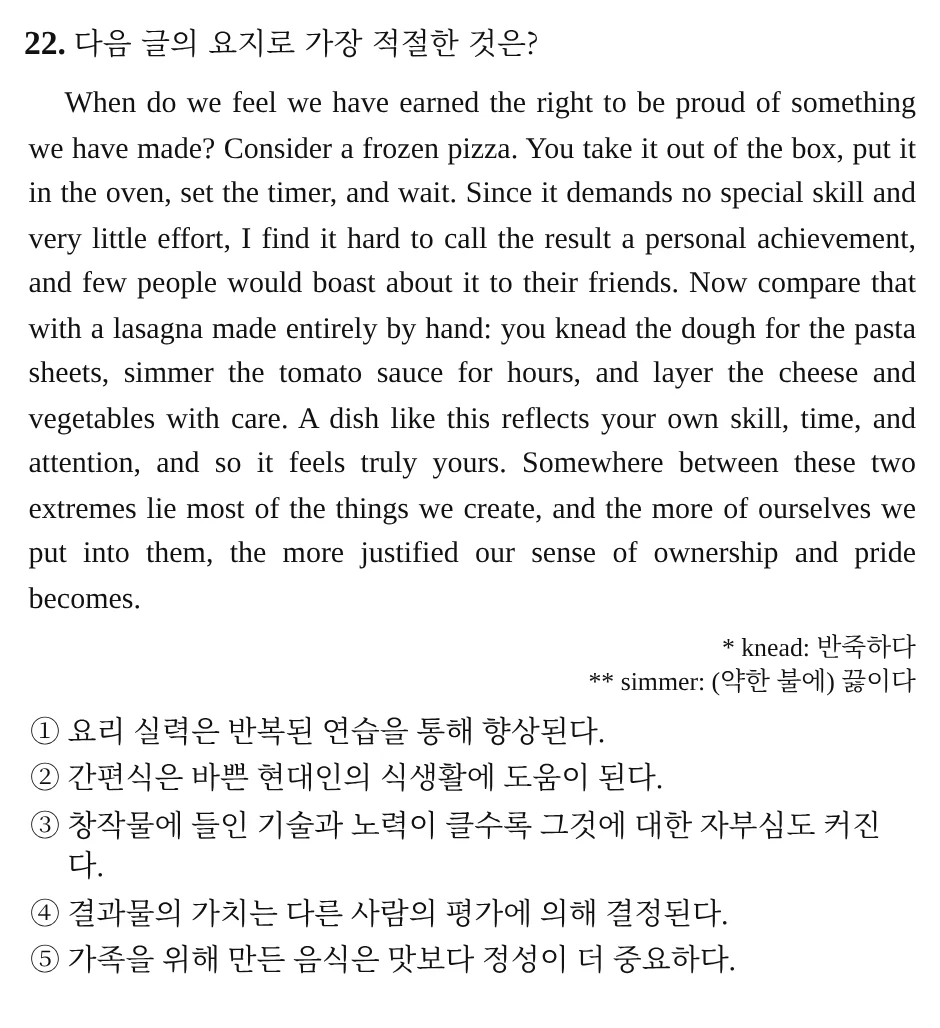 22. 다음 글의 요지로 가장 적절한 것은?
When do we feel we have earned the right to be proud of something
we have made? Consider a frozen pizza. You take it out of the box, put it
in the oven, set the timer, and wait. Since it demands no special skill and
very little effort, I find it hard to call the result a personal achievement,
and few people would boast about it to their friends. Now compare that
with a lasagna made entirely by hand: you knead the dough for the pasta
sheets, simmer the tomato sauce for hours, and layer the cheese and
vegetables with care. A dish like this reflects your own skill, time, and
attention, and so it feels truly yours. Somewhere between these two
extremes lie most of the things we create, and the more of ourselves we
put into them, the more justified our sense of ownership and pride
becomes.
* knead: 반죽하다
** simmer: (약한 불에) 끓이다
① 요리 실력은 반복된 연습을 통해 향상된다.
② 간편식은 바쁜 현대인의 식생활에 도움이 된다.
③ 창작물에 들인 기술과 노력이 클수록 그것에 대한 자부심도 커진
다.
④ 결과물의 가치는 다른 사람의 평가에 의해 결정된다.
⑤ 가족을 위해 만든 음식은 맛보다 정성이 더 중요하다.